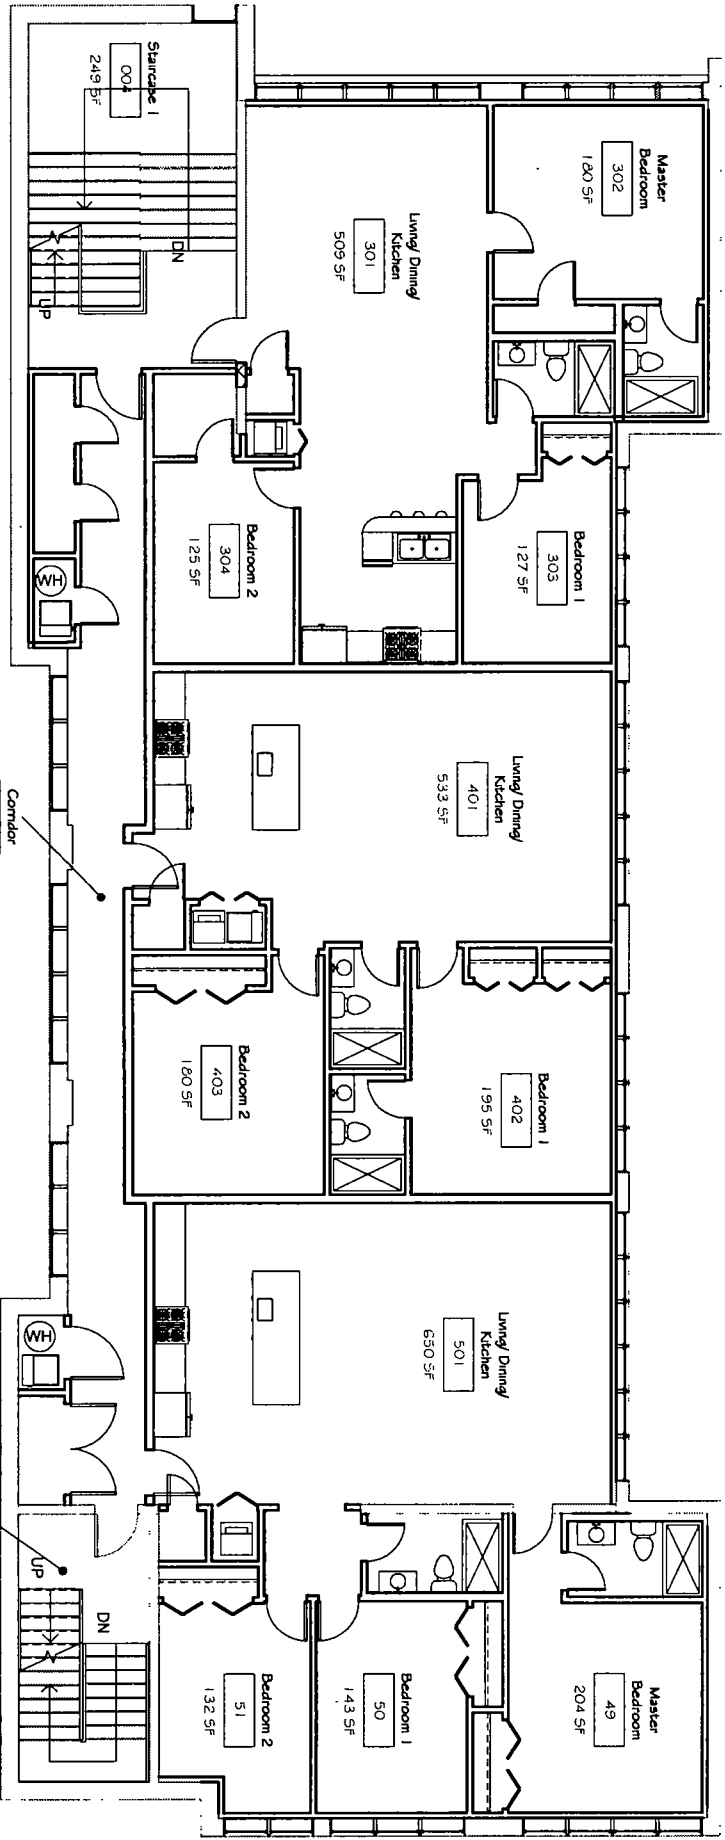 Staircase 1
004
249 SF
DN
UP
Master
Bedroom
302
180 SF
Living/ Dining/
Kitchen
301
509 SF
Bedroom 1
303
127 SF
Bedroom 2
304
125 SF
WH
Living/ Dining/
Kitchen
401
533 SF
Corridor
Bedroom 1
402
195 SF
Bedroom 2
403
180 SF
Living/ Dining/
Kitchen
501
650 SF
WH
UP
DN
Master
Bedroom
49
204 SF
Bedroom 1
50
143 SF
Bedroom 2
51
132 SF